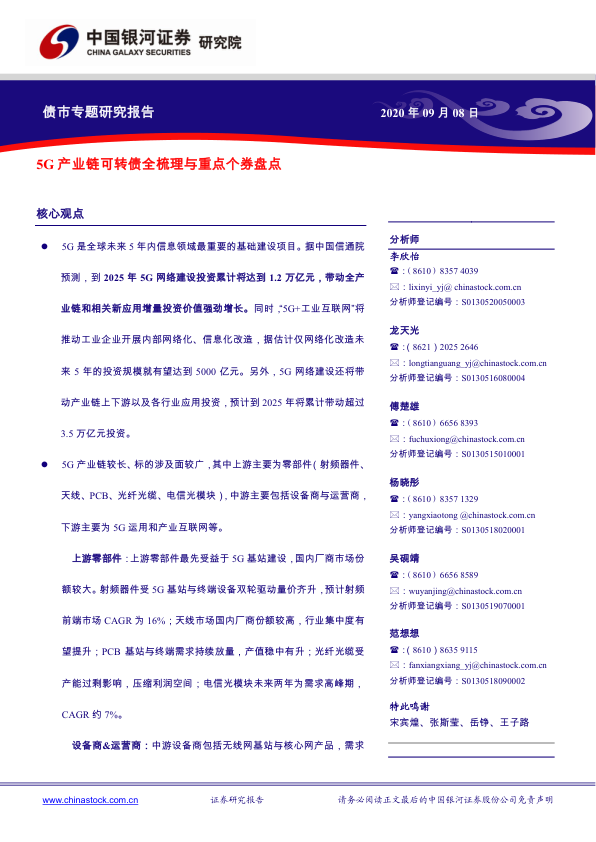 中国银河证券 研究院
CHINA GALAXY SECURITIES
债市专题研究报告
2020 年 09 月 08 日
5G 产业链可转债全梳理与重点个券盘点
核心观点
● 5G 是全球未来 5 年内信息领域最重要的基础建设项目。据中国信通院
预测，到 2025 年 5G 网络建设投资累计将达到 1.2 万亿元，带动全产
业链和相关新应用增量投资价值强劲增长。同时，“5G+工业互联网”将
推动工业企业开展内部网络化、信息化改造，据估计仅网络化改造未
来 5 年的投资规模就有望达到 5000 亿元。另外，5G 网络建设还将带
动产业链上下游以及各行业应用投资，预计到 2025 年将累计带动超过
3.5 万亿元投资。
● 5G 产业链较长、标的涉及面较广，其中上游主要为零部件（射频器件、
天线、PCB、光纤光缆、电信光模块），中游主要包括设备商与运营商，
下游主要为 5G 运用和产业互联网等。
上游零部件：上游零部件最先受益于 5G 基站建设，国内厂商市场份
额较大。射频器件受 5G 基站与终端设备双轮驱动量价齐升，预计射频
前端市场 CAGR 为 16%；天线市场国内厂商份额较高，行业集中度有
望提升；PCB 基站与终端需求持续放量，产值稳中有升；光纤光缆受
产能过剩影响，压缩利润空间；电信光模块未来两年为需求高峰期，
CAGR 约 7%。
设备商&运营商：中游设备商包括无线网基站与核心网产品，需求
分析师
李欣怡
☎：(8610) 8357 4039
✉：lixinyi_yj@ chinastock.com.cn
分析师登记编号：S0130520050003
龙天光
☎：(8621) 2025 2646
✉：longtianguang_yj@chinastock.com.cn
分析师登记编号：S0130516080004
傅楚雄
☎：(8610) 6656 8393
✉：fuchuxiong@chinastock.com.cn
分析师登记编号：S0130515010001
杨晓彤
☎：(8610) 8357 1329
✉：yangxiaotong @chinastock.com.cn
分析师登记编号：S0130518020001
吴砚靖
☎：(8610) 6656 8589
✉：wuyanjing@chinastock.com.cn
分析师登记编号：S0130519070001
范想想
☎：(8610) 8635 9115
✉：fanxiangxiang_yj@chinastock.com.cn
分析师登记编号：S0130518090002
特此鸣谢
宋宾煌、张斯莹、岳铮、王子路
www.chinastock.com.cn 证券研究报告 请务必阅读正文最后的中国银河证券股份公司免责声明